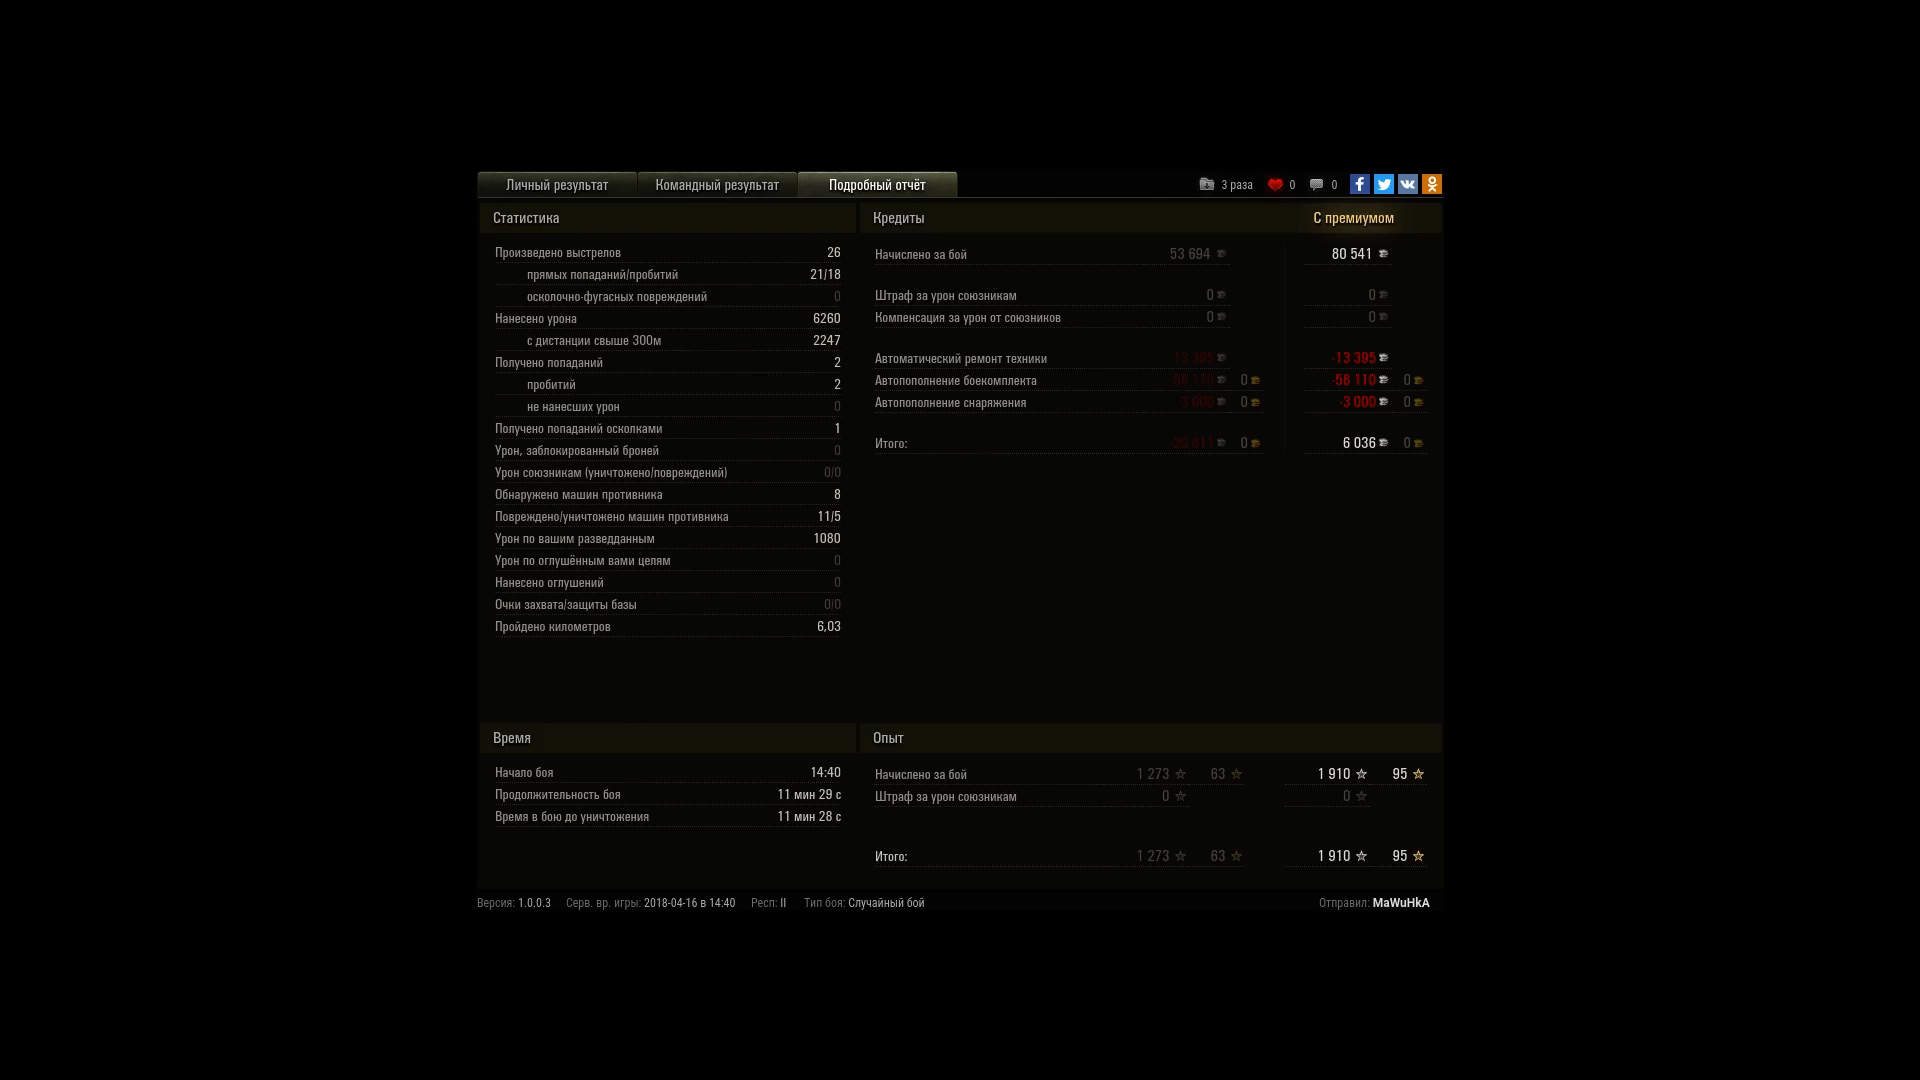 Личный результат Командный результат Подробный отчёт 3 раза 0 0
Статистика
Произведено выстрелов 26
прямых попаданий/пробитий 21/18
осколочно-фугасных повреждений 0
Нанесено урона 6260
с дистанции свыше 300м 2247
Получено попаданий 2
пробитий 2
не нанесших урон 0
Получено попаданий осколками 1
Урон, заблокированный броней 0
Урон союзникам (уничтожено/повреждений) 0/0
Обнаружено машин противника 8
Повреждено/уничтожено машин противника 11/5
Урон по вашим разведданным 1080
Урон по оглушённым вами целям 0
Нанесено оглушений 0
Очки захвата/защиты базы 0/0
Пройдено километров 6,03
Кредиты С премиумом
Начислено за бой 53 694 80 541
Штраф за урон союзникам 0 0
Компенсация за урон от союзников 0 0
Автоматический ремонт техники -13 395 -13 395
Автопополнение боекомплекта -58 110 0 -58 110 0
Автопополнение снаряжения -3 000 0 -3 000 0
Итого: 0 6 036 0
Время
Начало боя 14:40
Продолжительность боя 11 мин 29 с
Время в бою до уничтожения 11 мин 28 с
Опыт
Начислено за бой 1 273 63 1 910 95
Штраф за урон союзникам 0 0
Итого: 1 273 63 1 910 95
Версия: 1.0.0.3 Серв. вр. игры: 2018-04-16 в 14:40 Респ: II Тип боя: Случайный бой Отправил: MaWuHkA